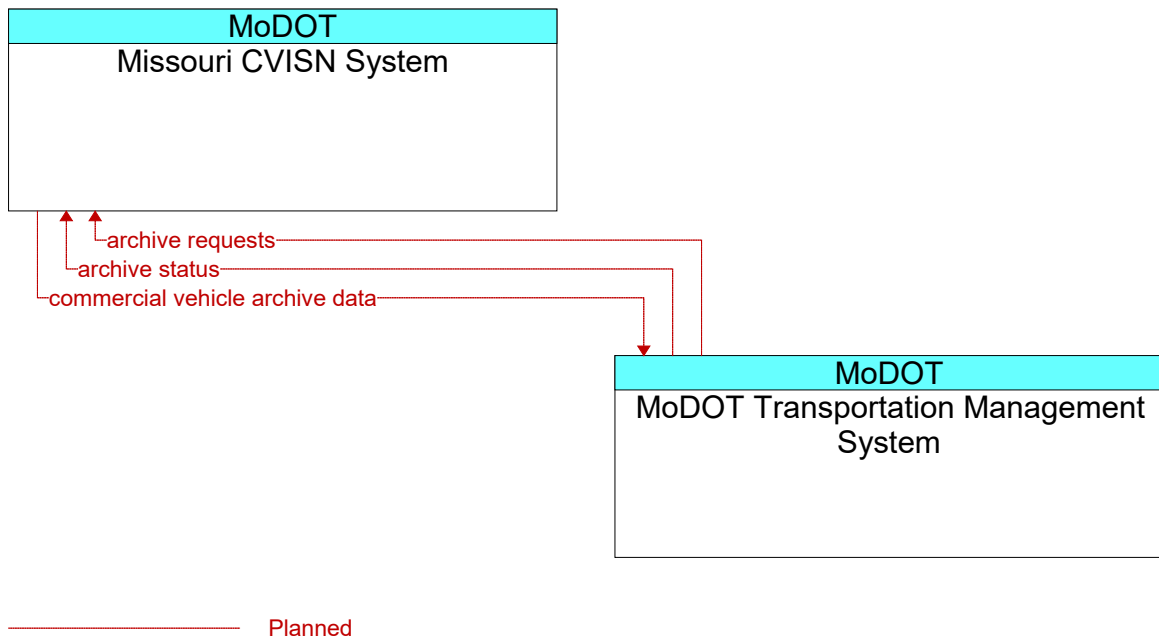 MoDOT
Missouri CVISN System
archive requests
archive status
commercial vehicle archive data
MoDOT
MoDOT Transportation Management
System
Planned